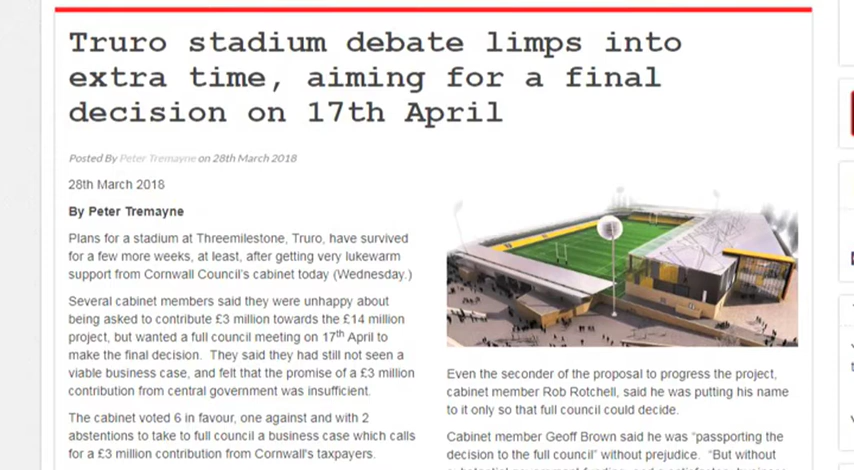 Truro stadium debate limps into
extra time, aiming for a final
decision on 17th April
Posted By Peter Tremayne on 28th March 2018
28th March 2018
By Peter Tremayne
Plans for a stadium at Threemilestone, Truro, have survived
for a few more weeks, at least, after getting very lukewarm
support from Cornwall Council's cabinet today (Wednesday.)
Several cabinet members said they were unhappy about
being asked to contribute £3 million towards the £14 million
project, but wanted a full council meeting on 17th April to
make the final decision. They said they had still not seen a
viable business case, and felt that the promise of a £3 million
contribution from central government was insufficient.
The cabinet voted 6 in favour, one against and with 2
abstentions to take to full council a business case which calls
for a £3 million contribution from Cornwall's taxpayers.
Even the seconder of the proposal to progress the project,
cabinet member Rob Rotchell, said he was putting his name
to it only so that full council could decide.
Cabinet member Geoff Brown said he was "passporting the
decision to the full council" without prejudice. "But without